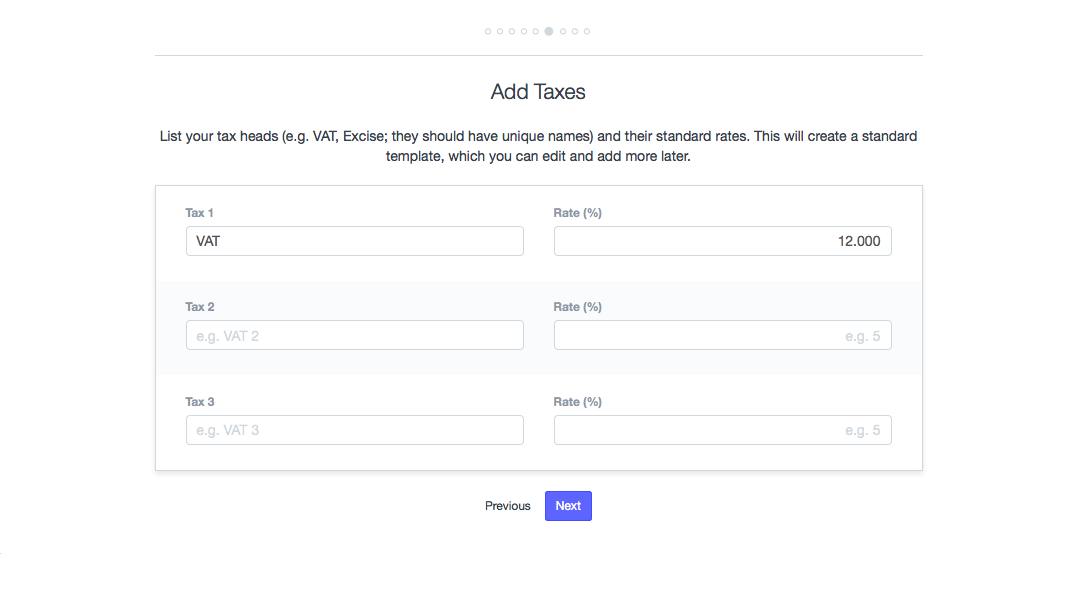 Add Taxes
List your tax heads (e.g. VAT, Excise; they should have unique names) and their standard rates. This will create a standard
template, which you can edit and add more later.
Tax 1
Rate (%)
VAT
12.000
Tax 2
Rate (%)
e.g. VAT 2
e.g. 5
Tax 3
Rate (%)
e.g. VAT 3
e.g. 5
Previous
Next